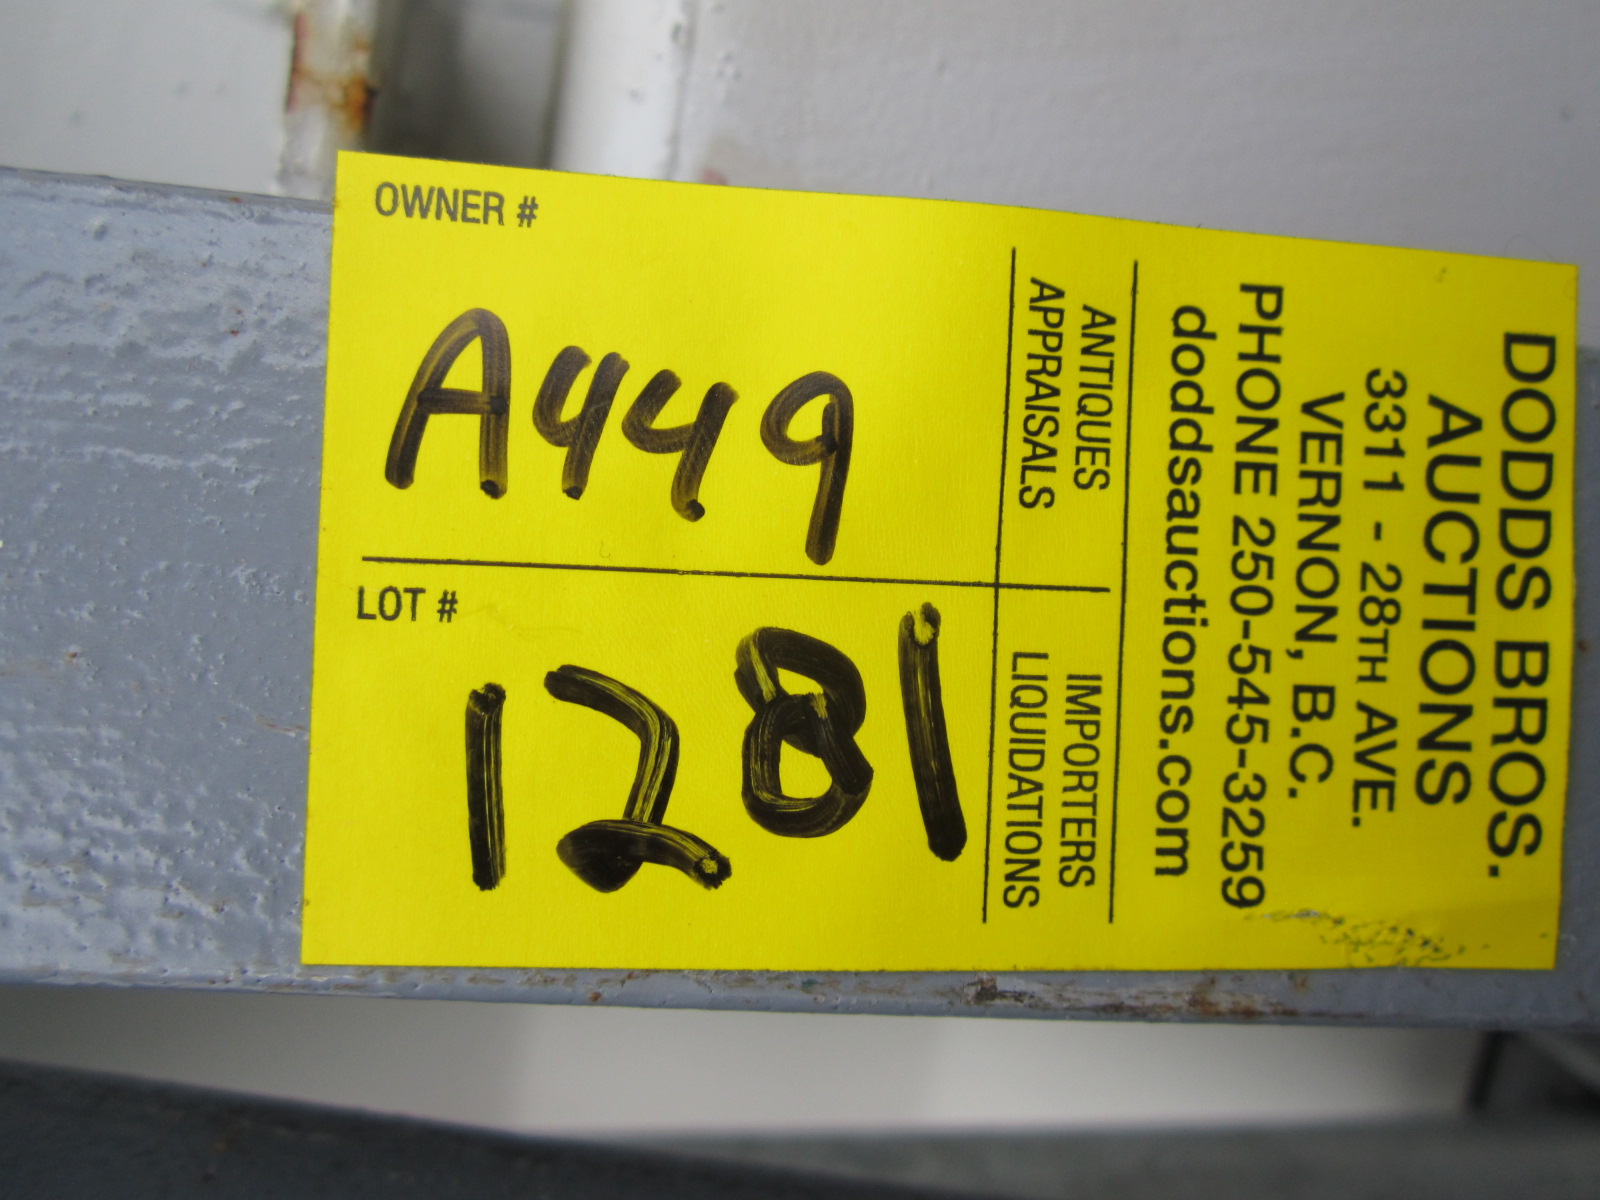 OWNER #
A449
LOT #
1281
DODDS BROS.
AUCTIONS
3311 - 28TH AVE.
VERNON, B.C.
PHONE 250-545-3259
doddsauctions.com
ANTIQUES
APPRAISALS
IMPORTERS
LIQUIDATIONS